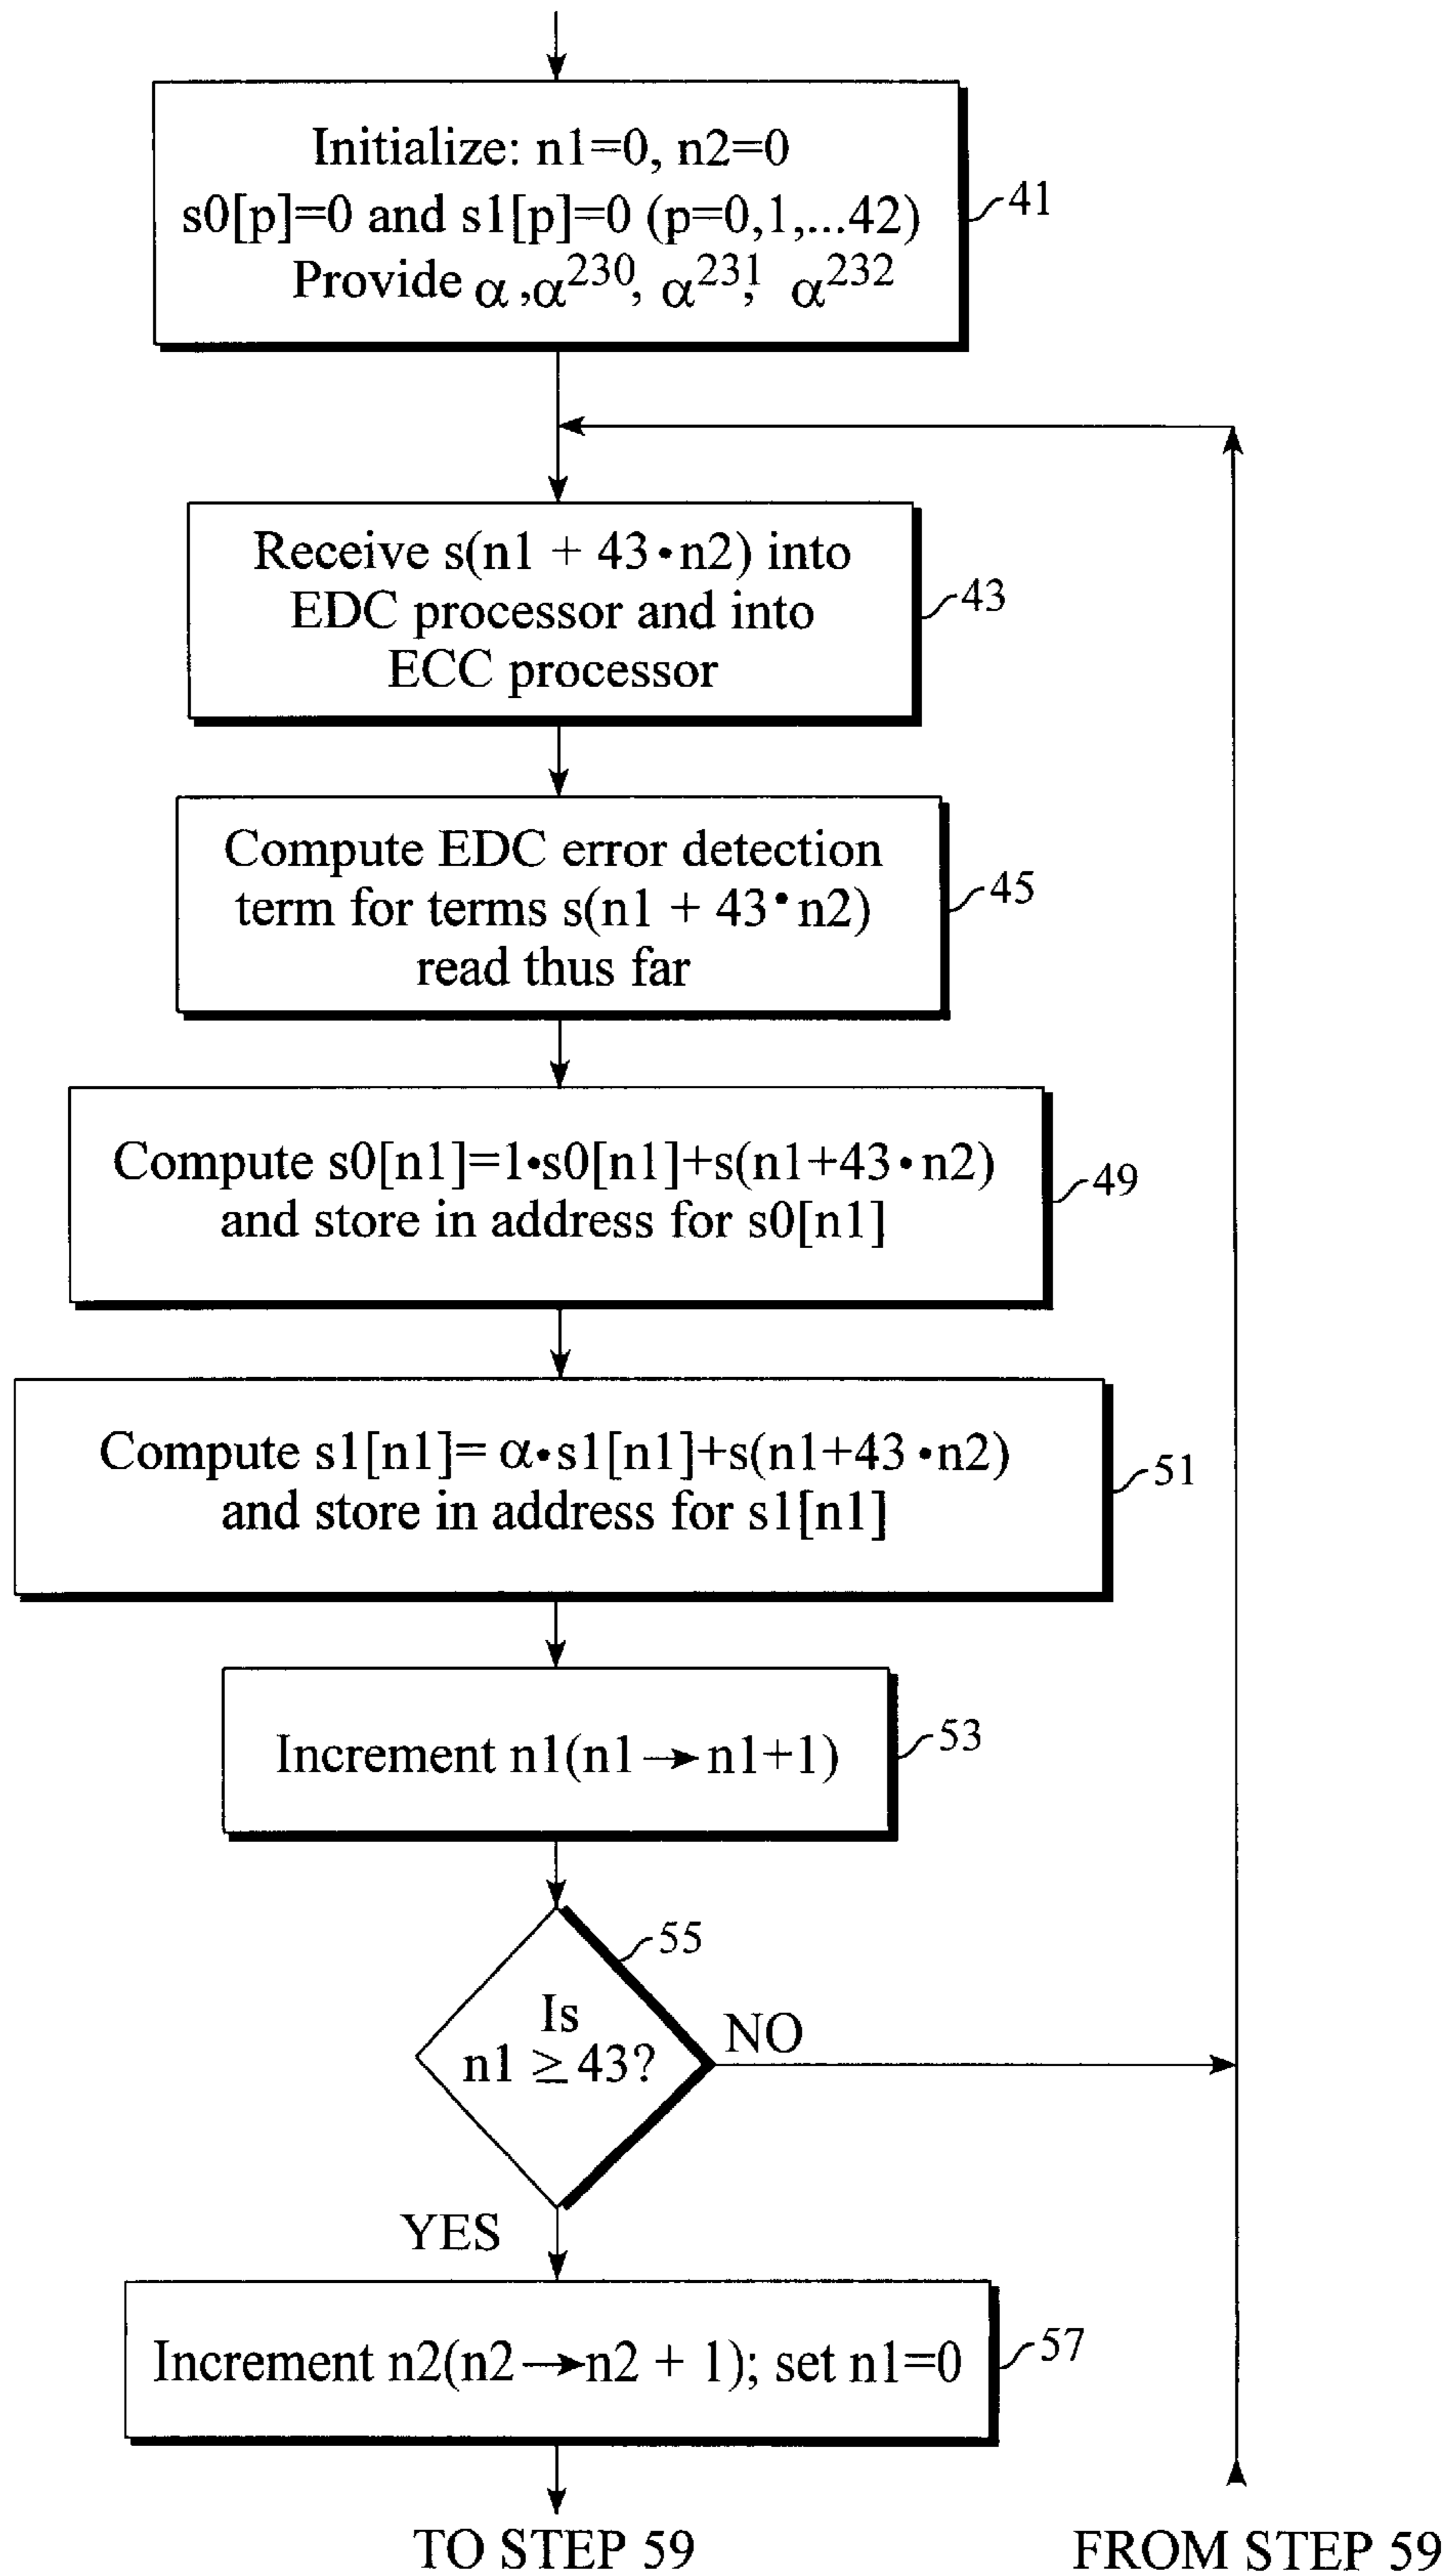 Initialize: n1=0, n2=0
s0[p]=0 and s1[p]=0 (p=0,1,...42)
Provide α,α²³⁰, α²³¹, α²³²
41
Receive s(n1 + 43•n2) into
EDC processor and into
ECC processor
43
Compute EDC error detection
term for terms s(n1 + 43•n2)
read thus far
45
Compute s0[n1]=1•s0[n1]+s(n1+43•n2)
and store in address for s0[n1]
49
Compute s1[n1]= α•s1[n1]+s(n1+43•n2)
and store in address for s1[n1]
51
Increment n1(n1→n1+1)
53
55
Is
n1 ≥ 43?
NO
YES
Increment n2(n2→n2 + 1); set n1=0
57
TO STEP 59
FROM STEP 59